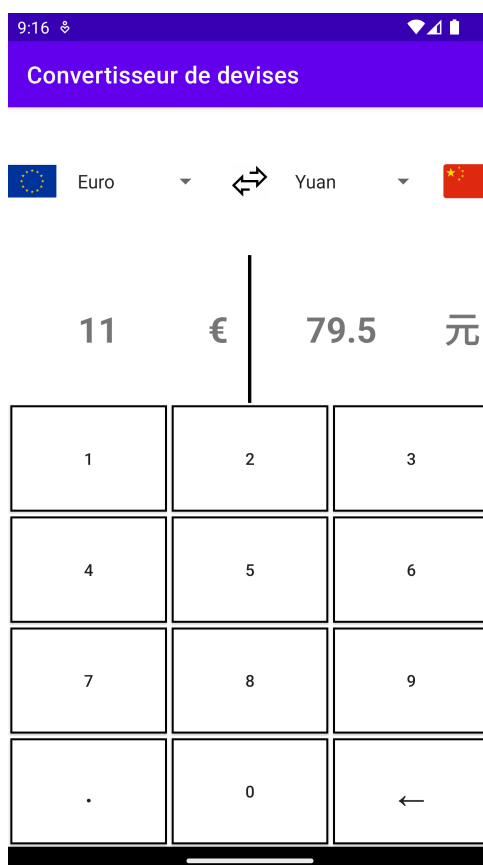 9:16
Convertisseur de devises
Euro Yuan
11 € 79.5 元
1 2 3
4 5 6
7 8 9
. 0 ←